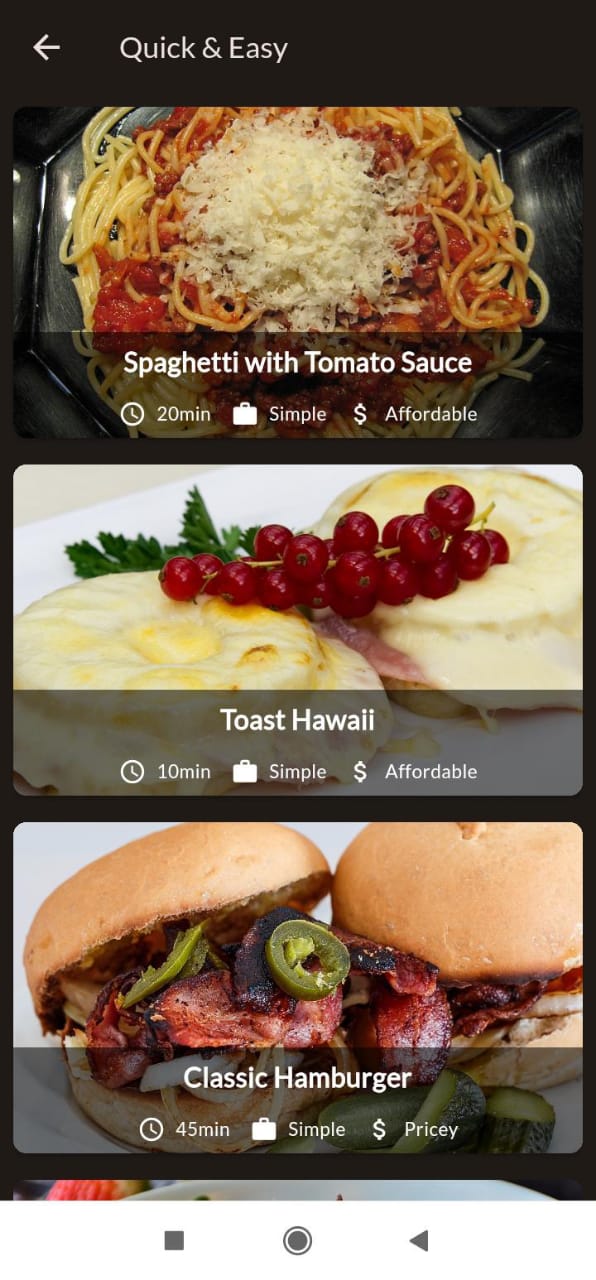 Quick & Easy
Spaghetti with Tomato Sauce
20min Simple $ Affordable
Toast Hawaii
10min Simple $ Affordable
Classic Hamburger
45min Simple $ Pricey